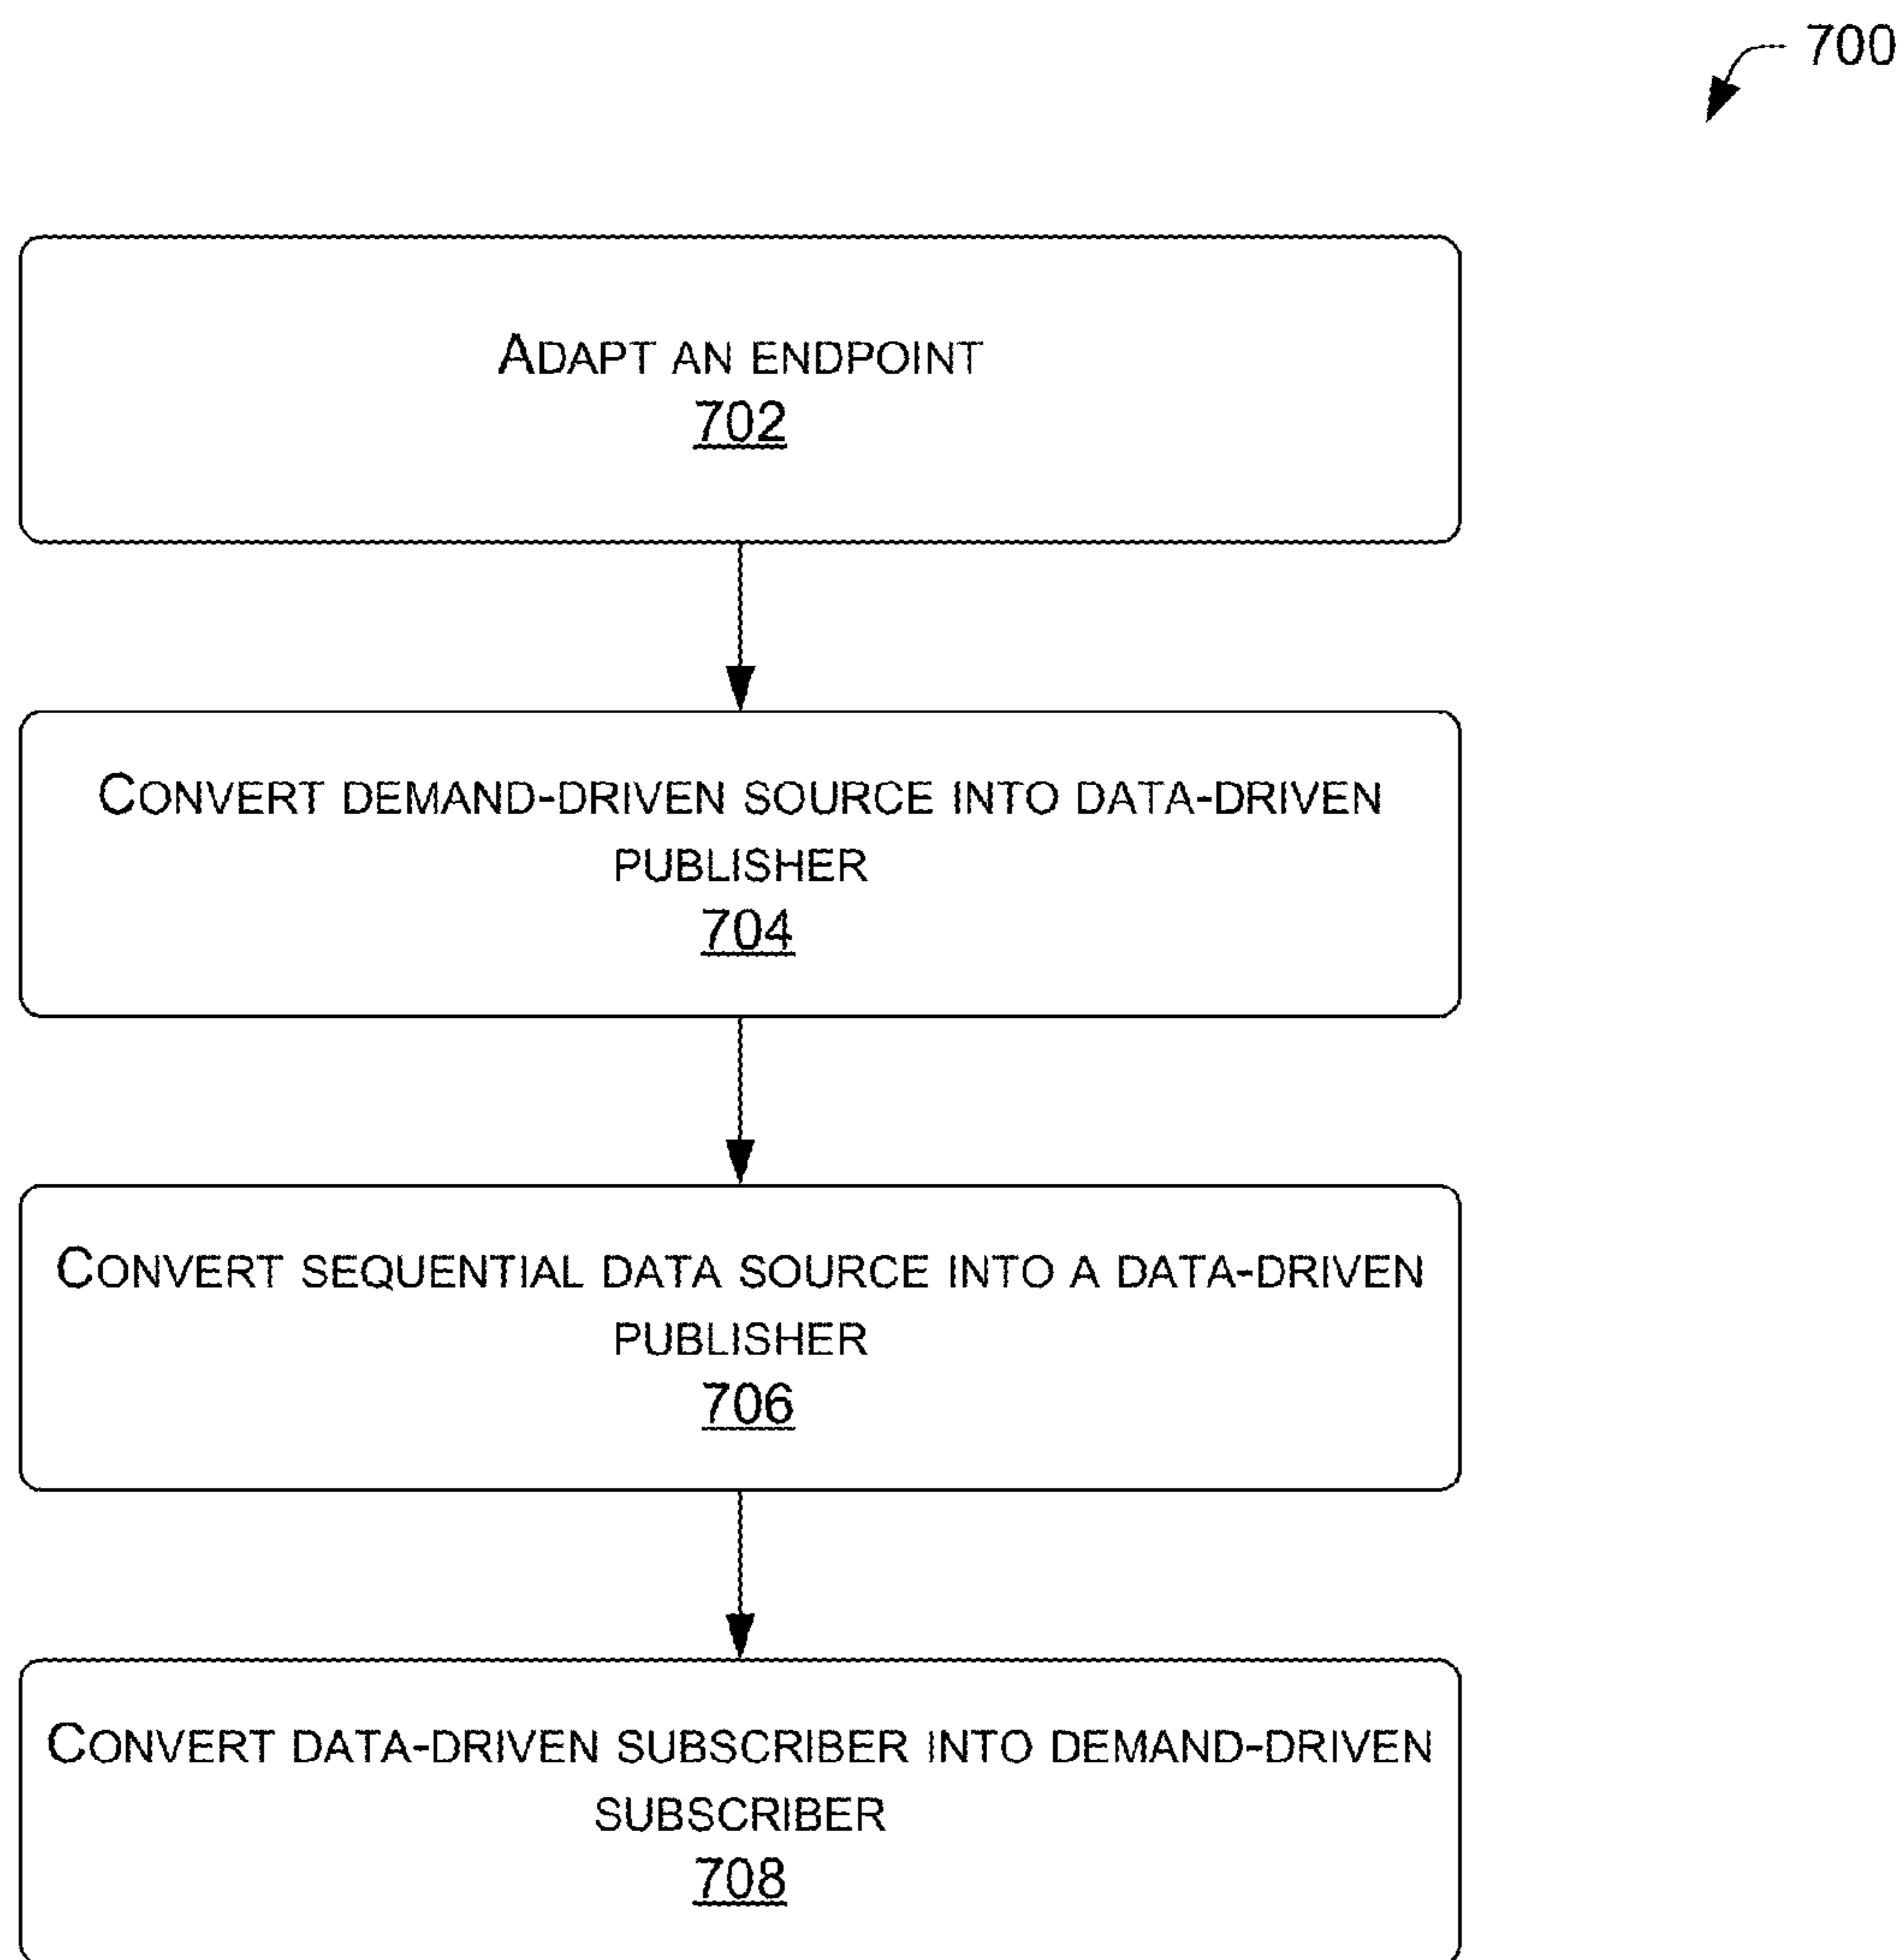 700
ADAPT AN ENDPOINT
702
CONVERT DEMAND-DRIVEN SOURCE INTO DATA-DRIVEN
PUBLISHER
704
CONVERT SEQUENTIAL DATA SOURCE INTO A DATA-DRIVEN
PUBLISHER
706
CONVERT DATA-DRIVEN SUBSCRIBER INTO DEMAND-DRIVEN
SUBSCRIBER
708